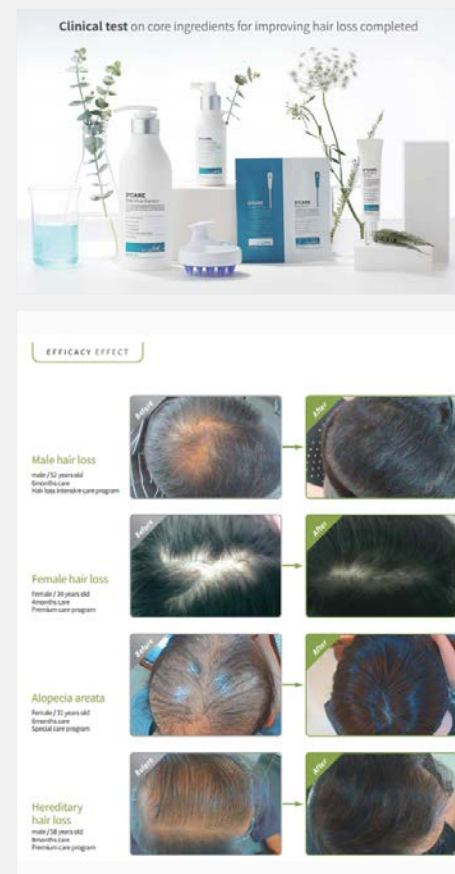 Clinical test on core ingredients for improving hair loss completed
EFFICACY EFFECT
Before
After
Male hair loss
male / 52 years old
6months care
Hair loss intensive care program
Before
After
Female hair loss
Female / 34 years old
4months care
Premium care program
Before
After
Alopecia areata
Female / 31 years old
6months care
Special care program
Before
After
Hereditary
hair loss
male / 58 years old
8months care
Premium care program